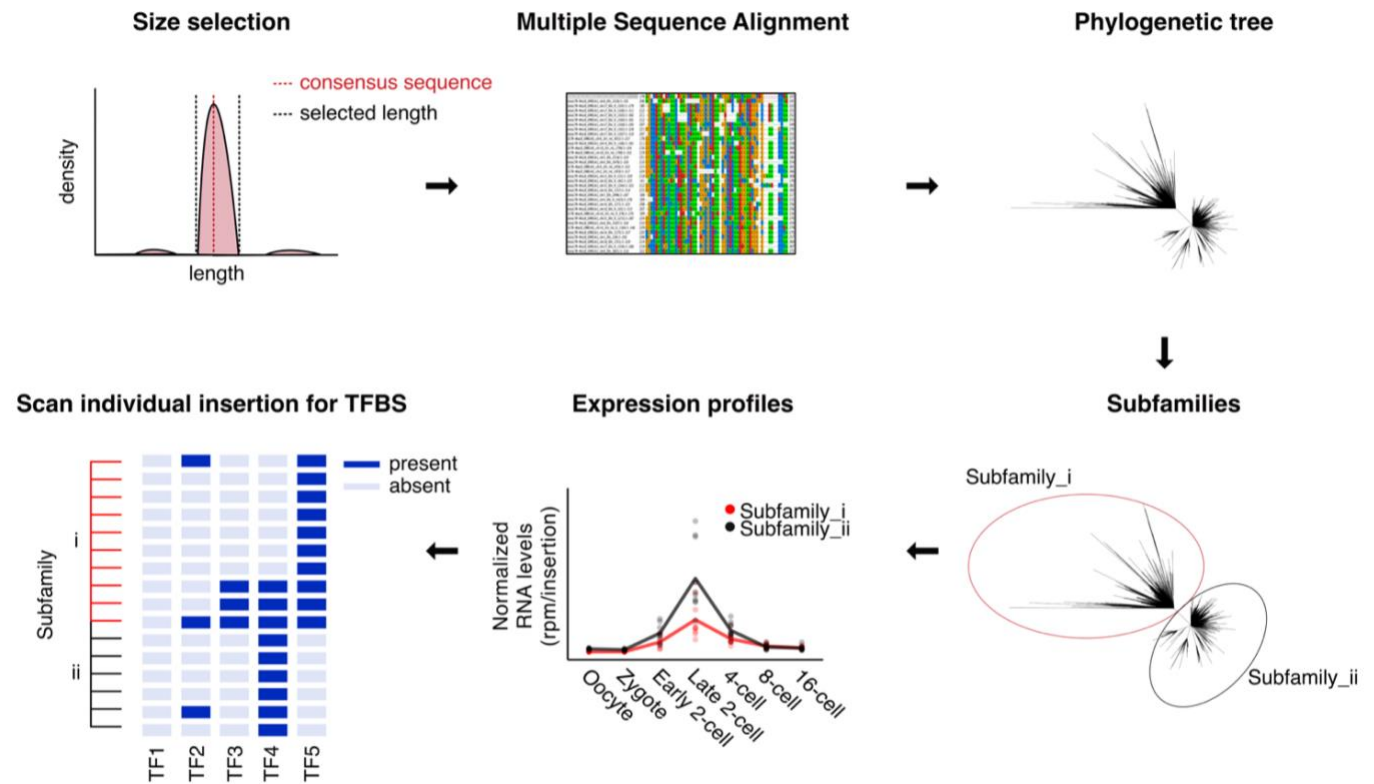 Size selection
Multiple Sequence Alignment
Phylogenetic tree
consensus sequence
selected length
density
length
Scan individual insertion for TFBS
Expression profiles
Subfamilies
present
absent
Subfamily
i
ii
TF1
TF2
TF3
TF4
TF5
Normalized
RNA levels
(rpm/insertion)
Subfamily_i
Subfamily_ii
Oocyte
Zygote
Early 2-cell
Late 2-cell
4-cell
8-cell
16-cell
Subfamily_i
Subfamily_ii